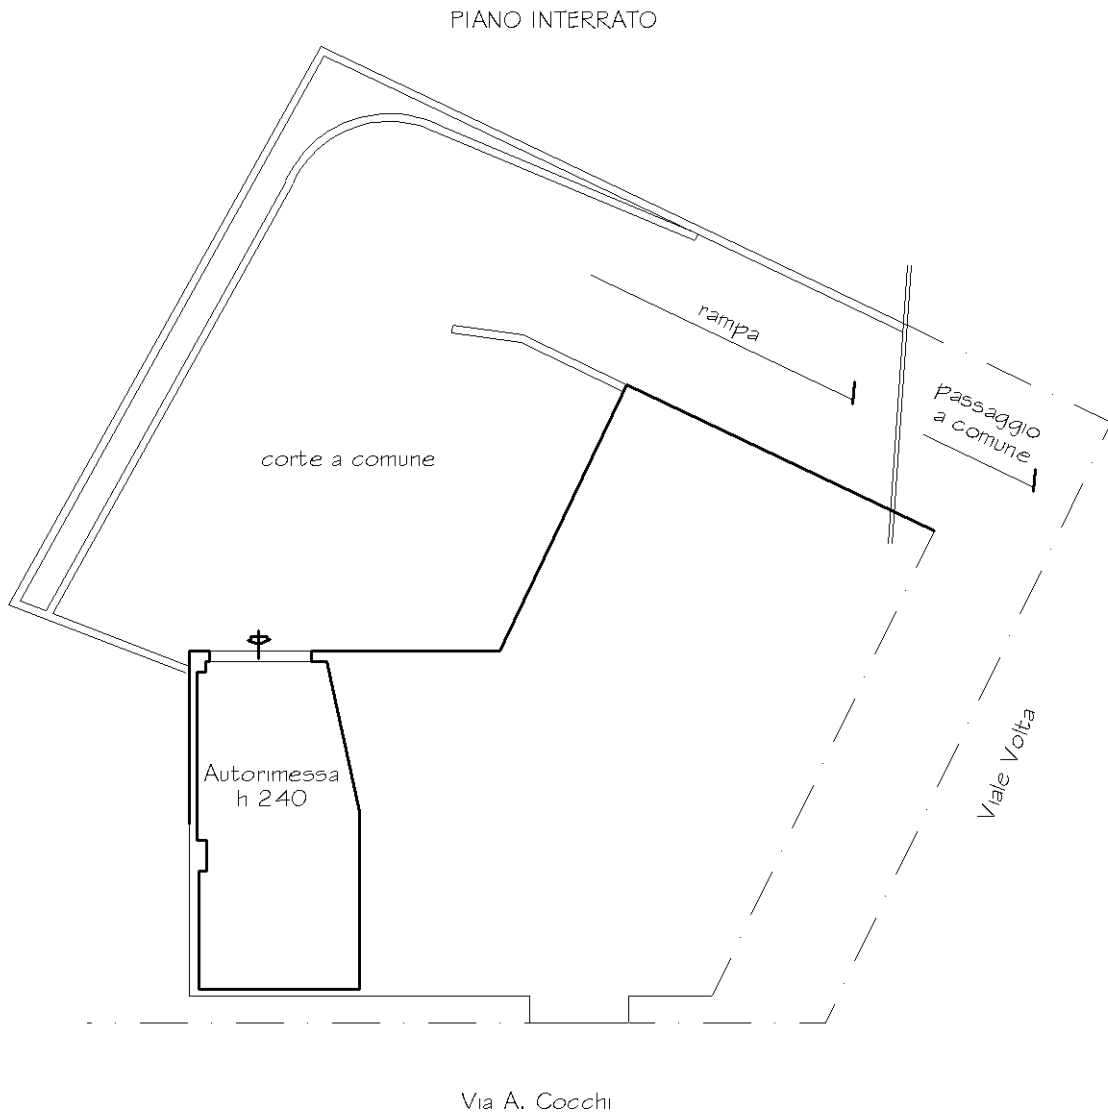 PIANO INTERRATO
rampa
passaggio
a comune
corte a comune
Autorimessa
h 240
Viale Volta
Via A. Cocchi